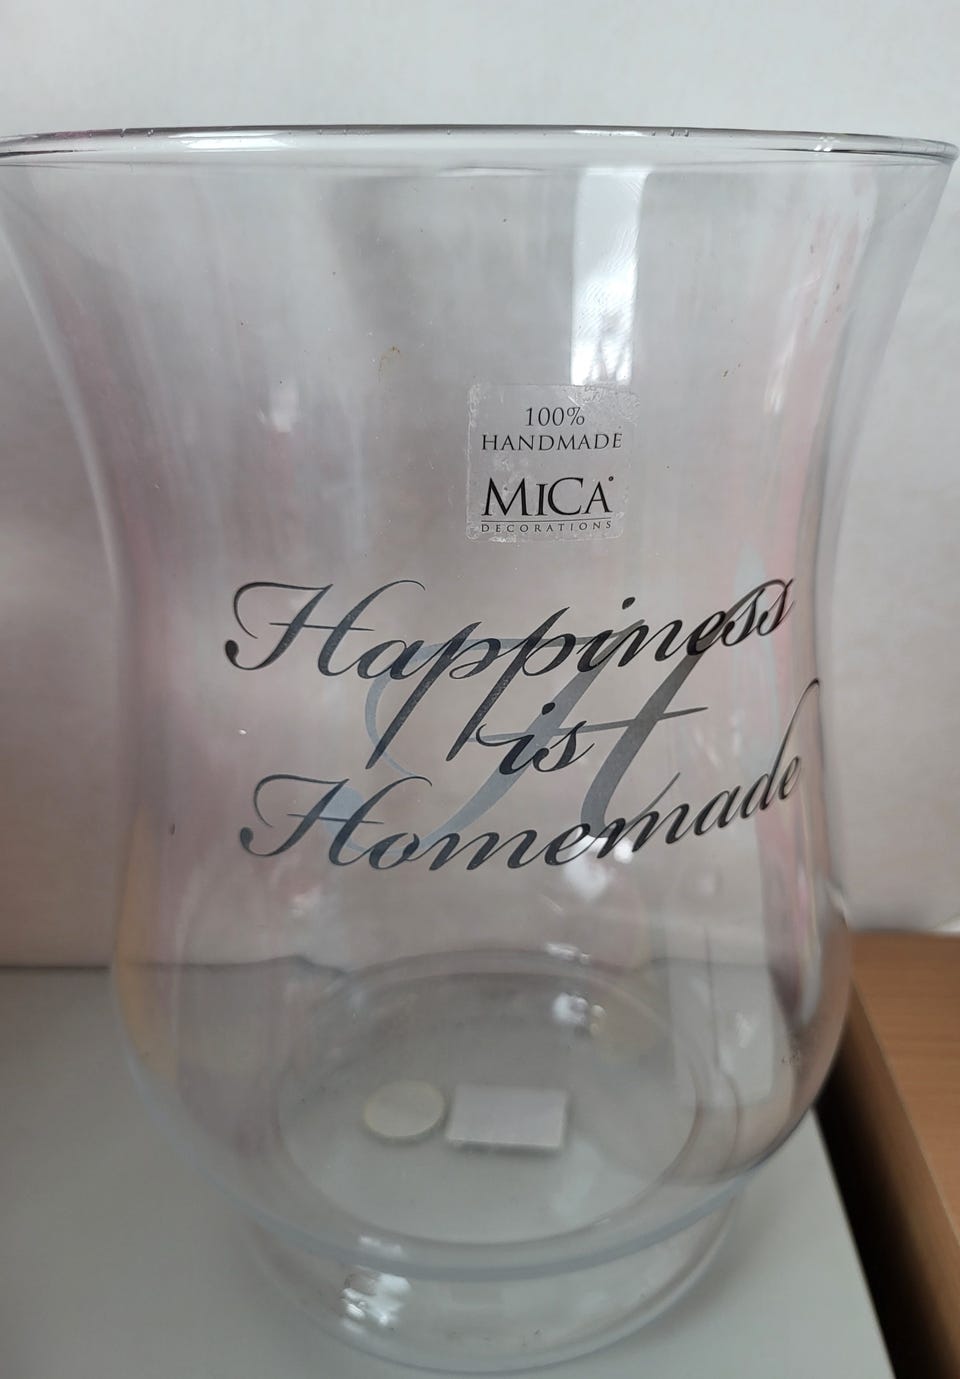 100%
HANDMADE
MICA
DECORATIONS
Happiness
H
is
Homemade